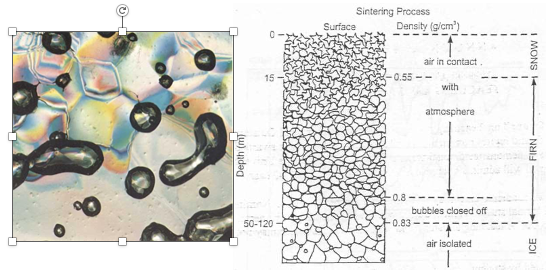 Sintering Process
Surface
Density (g/cm³)
0
air in contact
SNOW
15
0.55
with
atmosphere
Depth (m)
FIRN
0.8
bubbles closed off
50-120
0.83
air isolated
ICE